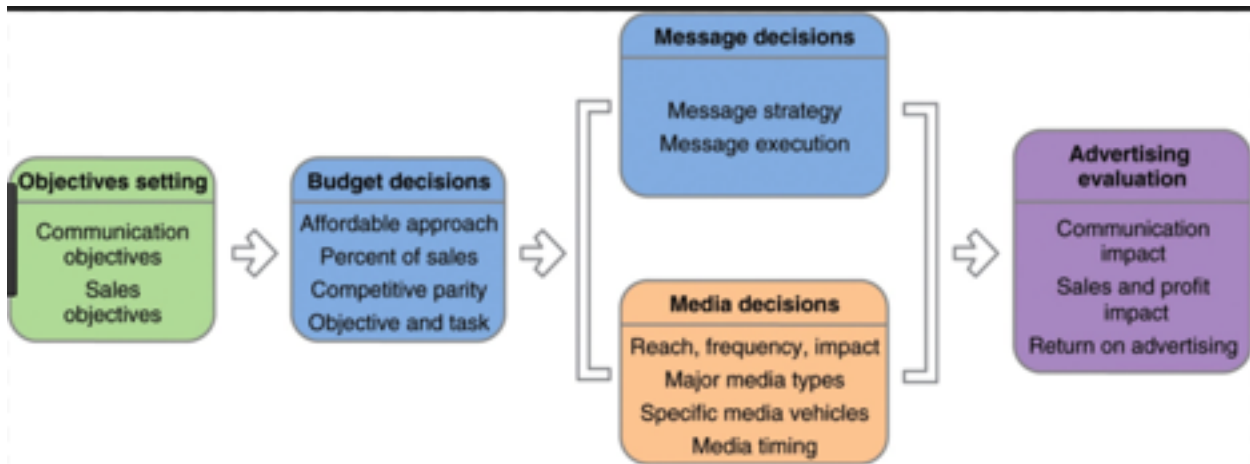 Objectives setting
Communication
objectives
Sales
objectives
Budget decisions
Affordable approach
Percent of sales
Competitive parity
Objective and task
Message decisions
Message strategy
Message execution
Media decisions
Reach, frequency, impact
Major media types
Specific media vehicles
Media timing
Advertising
evaluation
Communication
impact
Sales and profit
impact
Return on advertising